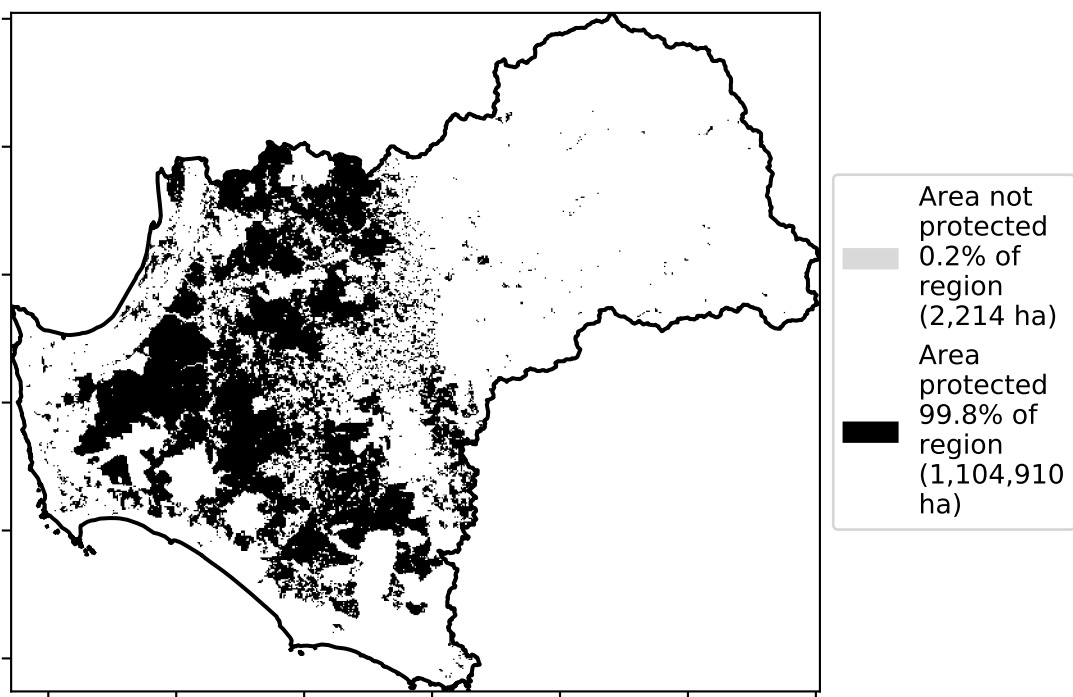 Area not
protected
0.2% of
region
(2,214 ha)
Area
protected
99.8% of
region
(1,104,910
ha)